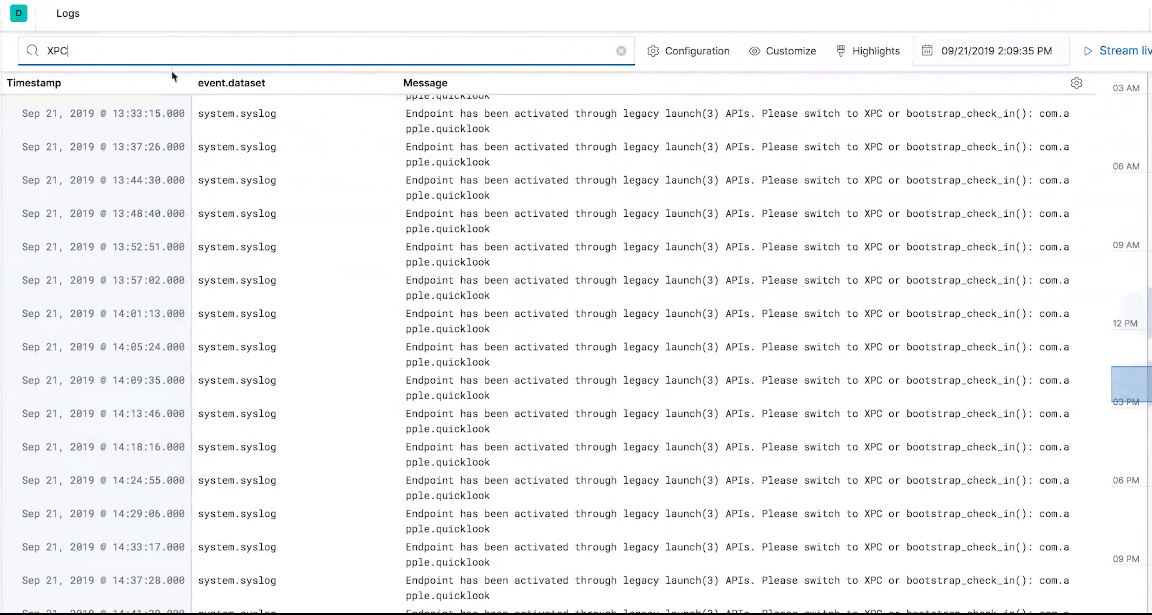 D Logs
XPC Configuration Customize Highlights 09/21/2019 2:09:35 PM Stream liv
Timestamp event.dataset Message
03 AM
pple.quicklook
Sep 21, 2019 @ 13:33:15.000 system.syslog Endpoint has been activated through legacy launch(3) APIs. Please switch to XPC or bootstrap_check_in(): com.a
pple.quicklook
Sep 21, 2019 @ 13:37:26.000 system.syslog Endpoint has been activated through legacy launch(3) APIs. Please switch to XPC or bootstrap_check_in(): com.a
pple.quicklook
06 AM
Sep 21, 2019 @ 13:44:30.000 system.syslog Endpoint has been activated through legacy launch(3) APIs. Please switch to XPC or bootstrap_check_in(): com.a
pple.quicklook
Sep 21, 2019 @ 13:48:40.000 system.syslog Endpoint has been activated through legacy launch(3) APIs. Please switch to XPC or bootstrap_check_in(): com.a
pple.quicklook
Sep 21, 2019 @ 13:52:51.000 system.syslog Endpoint has been activated through legacy launch(3) APIs. Please switch to XPC or bootstrap_check_in(): com.a
09 AM
pple.quicklook
Sep 21, 2019 @ 13:57:02.000 system.syslog Endpoint has been activated through legacy launch(3) APIs. Please switch to XPC or bootstrap_check_in(): com.a
pple.quicklook
Sep 21, 2019 @ 14:01:13.000 system.syslog Endpoint has been activated through legacy launch(3) APIs. Please switch to XPC or bootstrap_check_in(): com.a
12 PM
pple.quicklook
Sep 21, 2019 @ 14:05:24.000 system.syslog Endpoint has been activated through legacy launch(3) APIs. Please switch to XPC or bootstrap_check_in(): com.a
pple.quicklook
Sep 21, 2019 @ 14:09:35.000 system.syslog Endpoint has been activated through legacy launch(3) APIs. Please switch to XPC or bootstrap_check_in(): com.a
pple.quicklook
03 PM
Sep 21, 2019 @ 14:13:46.000 system.syslog Endpoint has been activated through legacy launch(3) APIs. Please switch to XPC or bootstrap_check_in(): com.a
pple.quicklook
Sep 21, 2019 @ 14:18:16.000 system.syslog Endpoint has been activated through legacy launch(3) APIs. Please switch to XPC or bootstrap_check_in(): com.a
pple.quicklook
Sep 21, 2019 @ 14:24:55.000 system.syslog Endpoint has been activated through legacy launch(3) APIs. Please switch to XPC or bootstrap_check_in(): com.a
06 PM
pple.quicklook
Sep 21, 2019 @ 14:29:06.000 system.syslog Endpoint has been activated through legacy launch(3) APIs. Please switch to XPC or bootstrap_check_in(): com.a
pple.quicklook
Sep 21, 2019 @ 14:33:17.000 system.syslog Endpoint has been activated through legacy launch(3) APIs. Please switch to XPC or bootstrap_check_in(): com.a
09 PM
pple.quicklook
Sep 21, 2019 @ 14:37:28.000 system.syslog Endpoint has been activated through legacy launch(3) APIs. Please switch to XPC or bootstrap_check_in(): com.a
pple.quicklook